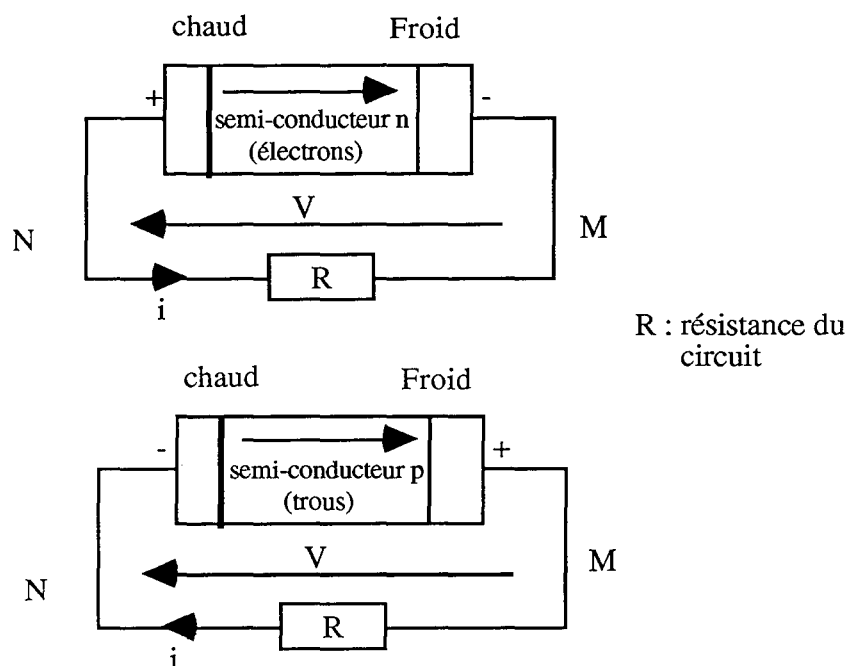 chaud Froid
+ -
semi-conducteur n
(électrons)
V
N M
R
i
R : résistance du
circuit
chaud Froid
- +
semi-conducteur p
(trous)
V
N M
R
i